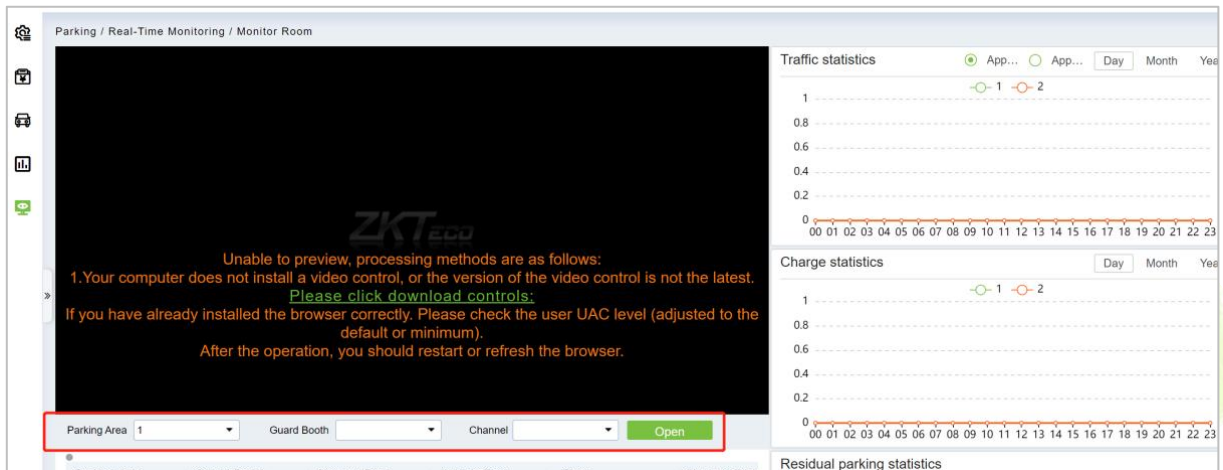 Parking / Real-Time Monitoring / Monitor Room
ZKTECO
Unable to preview, processing methods are as follows:
1.Your computer does not install a video control, or the version of the video control is not the latest.
Please click download controls:
If you have already installed the browser correctly. Please check the user UAC level (adjusted to the
default or minimum).
After the operation, you should restart or refresh the browser.
Parking Area 1 Guard Booth Channel Open
Traffic statistics App... App... Day Month Yea
1 2
1
0.8
0.6
0.4
0.2
0
00 01 02 03 04 05 06 07 08 09 10 11 12 13 14 15 16 17 18 19 20 21 22 23
Charge statistics Day Month Yea
1 2
1
0.8
0.6
0.4
0.2
0
00 01 02 03 04 05 06 07 08 09 10 11 12 13 14 15 16 17 18 19 20 21 22 23
Residual parking statistics